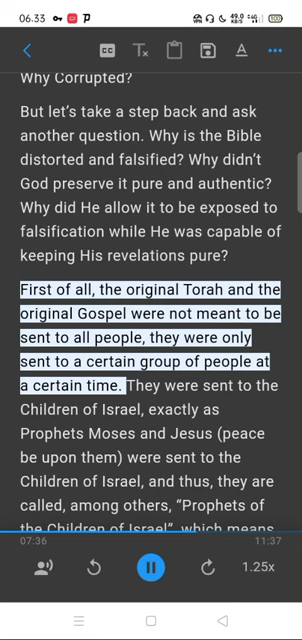 06.33
49.0
KB/S
CC
Tx
A
Why Corrupted?
But let's take a step back and ask
another question. Why is the Bible
distorted and falsified? Why didn't
God preserve it pure and authentic?
Why did He allow it to be exposed to
falsification while He was capable of
keeping His revelations pure?
First of all, the original Torah and the
original Gospel were not meant to be
sent to all people, they were only
sent to a certain group of people at
a certain time. They were sent to the
Children of Israel, exactly as
Prophets Moses and Jesus (peace
be upon them) were sent to the
Children of Israel, and thus, they are
called, among others, “Prophets of
the Children of Israel”, which means
07:36
11:37
1.25x